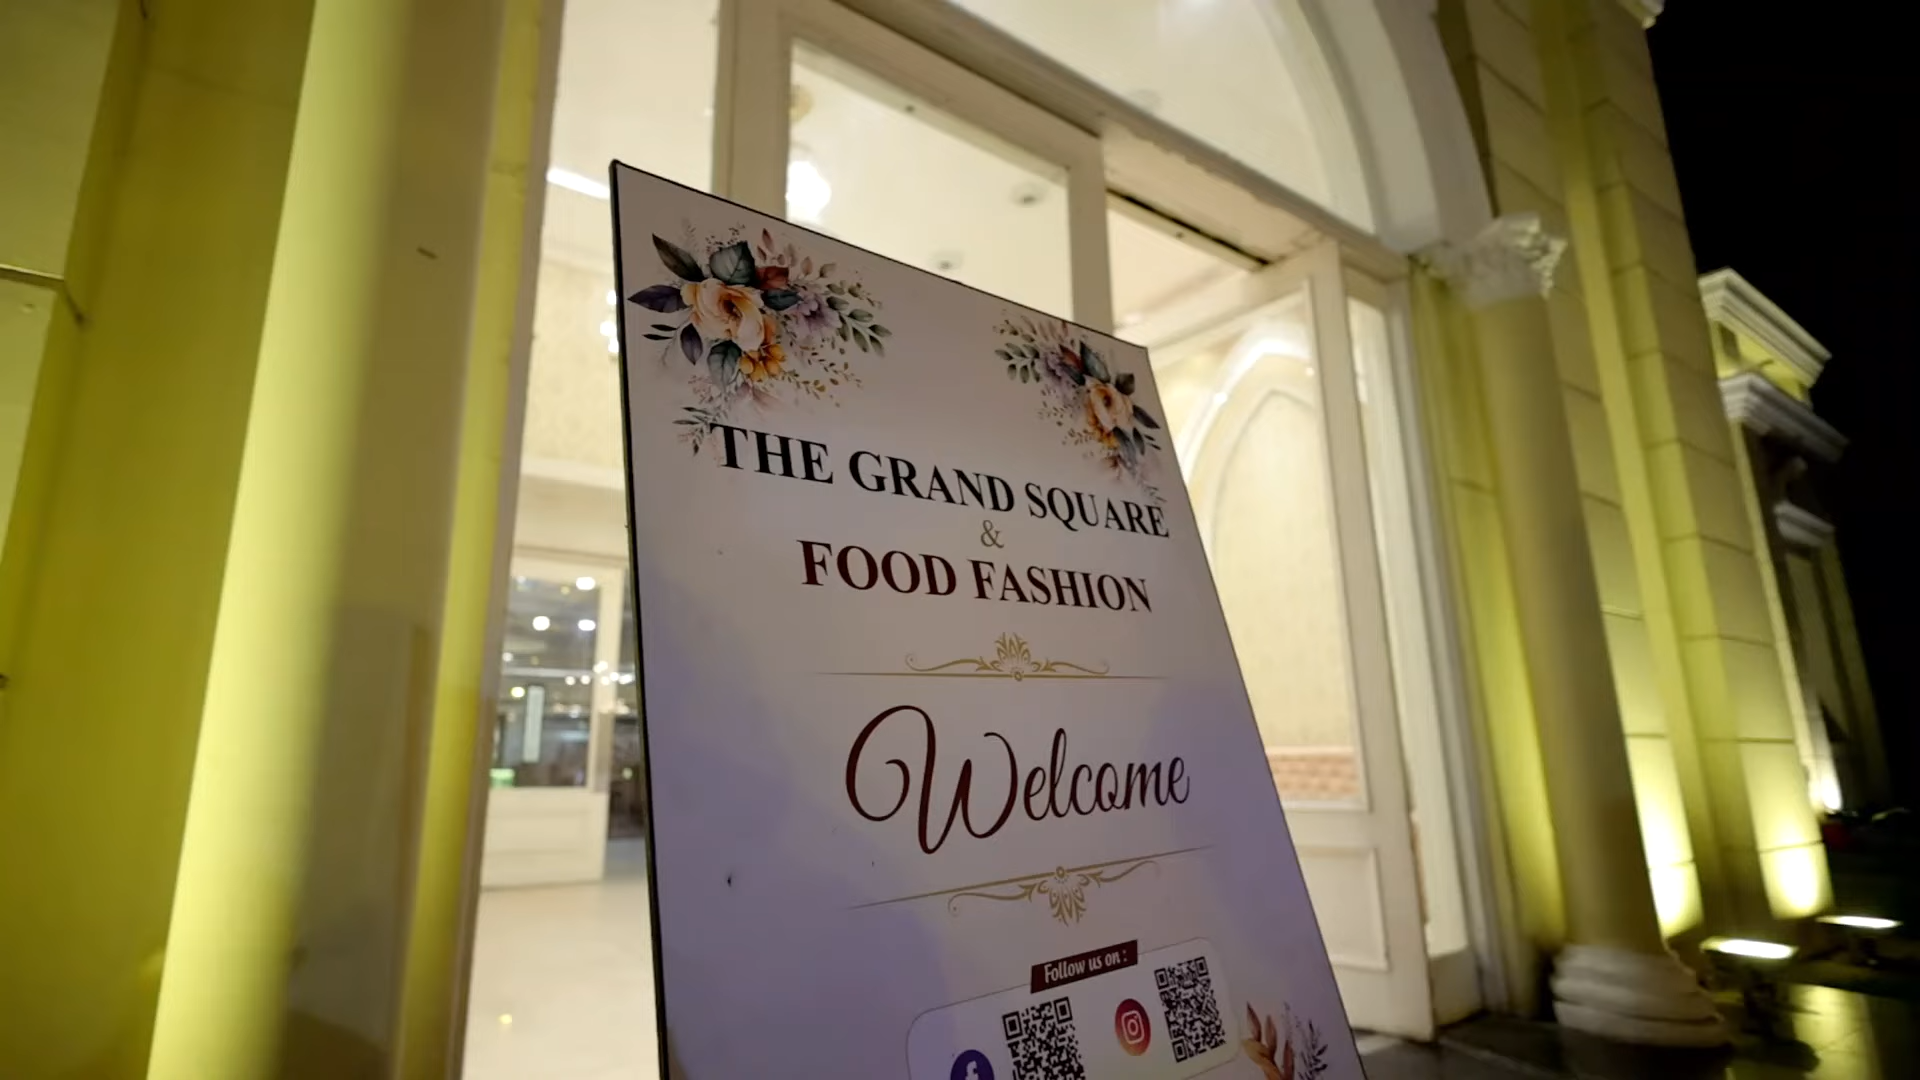 THE GRAND SQUARE
&
FOOD FASHION
Welcome
Follow us on :